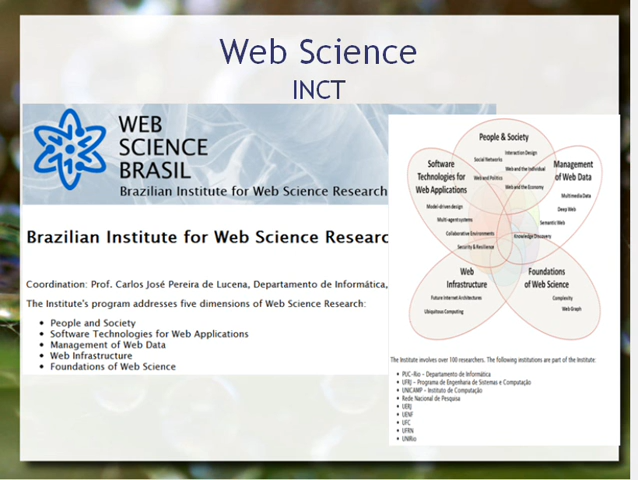 Web Science
INCT
WEB
SCIENCE
BRASIL
Brazilian Institute for Web Science Research
Brazilian Institute for Web Science Researc
Coordination: Prof. Carlos José Pereira de Lucena, Departamento de Informática,
The Institute's program addresses five dimensions of Web Science Research:
• People and Society
• Software Technologies for Web Applications
• Management of Web Data
• Web Infrastructure
• Foundations of Web Science
People & Society
Interaction Design
Social Networks
Web and the Individual
Web and Politics
Web and the Economy
Software
Technologies for
Web Applications
Model-driven design
Multi-agent systems
Collaborative Environments
Security & Resilience
Management
of Web Data
Multimedia Data
Deep Web
Semantic Web
Knowledge Discovery
Web
Infrastructure
Future Internet Architectures
Ubiquitous Computing
Foundations
of Web Science
Complexity
Web Graph
The Institute involves over 100 researchers. The following institutions are part of the Institute:
• PUC-Rio - Departamento de Informática
• UFRJ - Programa de Engenharia de Sistemas e Computação
• UNICAMP - Instituto de Computação
• Rede Nacional de Pesquisa
• UERJ
• UENF
• UFC
• UFRN
• UNIRio